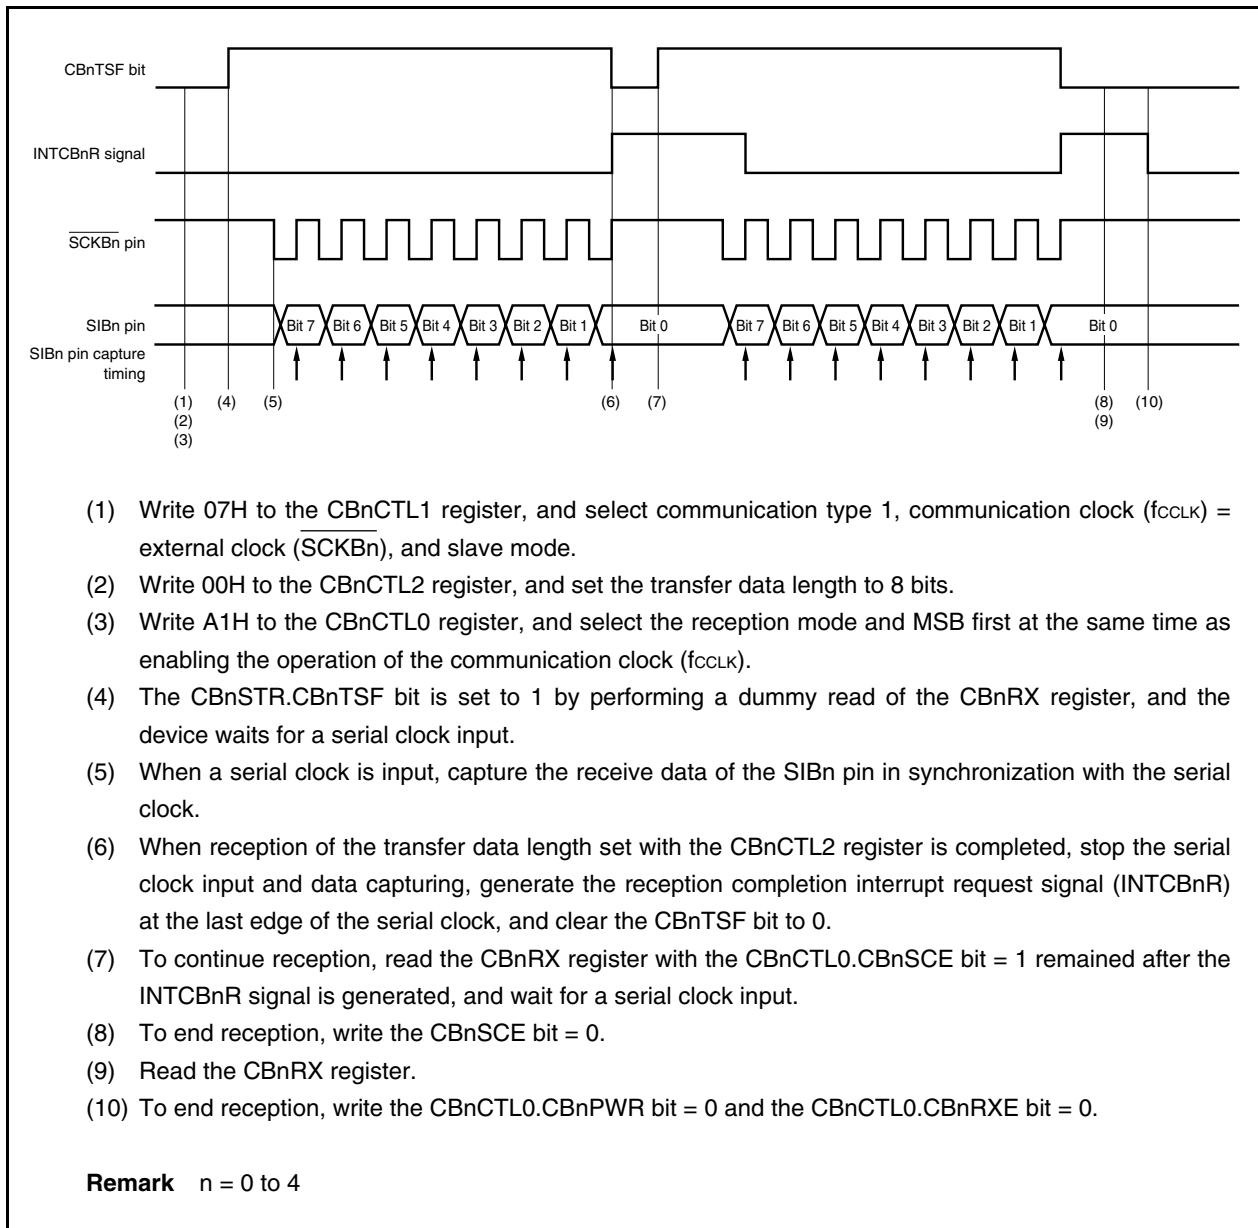 CBnTSF bit
INTCBnR signal
SCKBn pin
SIBn pin
Bit 7 Bit 6 Bit 5 Bit 4 Bit 3 Bit 2 Bit 1 Bit 0 Bit 7 Bit 6 Bit 5 Bit 4 Bit 3 Bit 2 Bit 1 Bit 0
SIBn pin capture
timing
(1) (4) (5) (6) (7) (8) (10)
(2) (9)
(3)
(1) Write 07H to the CBnCTL1 register, and select communication type 1, communication clock (fCCLK) =
external clock (SCKBn), and slave mode.
(2) Write 00H to the CBnCTL2 register, and set the transfer data length to 8 bits.
(3) Write A1H to the CBnCTL0 register, and select the reception mode and MSB first at the same time as
enabling the operation of the communication clock (fCCLK).
(4) The CBnSTR.CBnTSF bit is set to 1 by performing a dummy read of the CBnRX register, and the
device waits for a serial clock input.
(5) When a serial clock is input, capture the receive data of the SIBn pin in synchronization with the serial
clock.
(6) When reception of the transfer data length set with the CBnCTL2 register is completed, stop the serial
clock input and data capturing, generate the reception completion interrupt request signal (INTCBnR)
at the last edge of the serial clock, and clear the CBnTSF bit to 0.
(7) To continue reception, read the CBnRX register with the CBnCTL0.CBnSCE bit = 1 remained after the
INTCBnR signal is generated, and wait for a serial clock input.
(8) To end reception, write the CBnSCE bit = 0.
(9) Read the CBnRX register.
(10) To end reception, write the CBnCTL0.CBnPWR bit = 0 and the CBnCTL0.CBnRXE bit = 0.
Remark n = 0 to 4